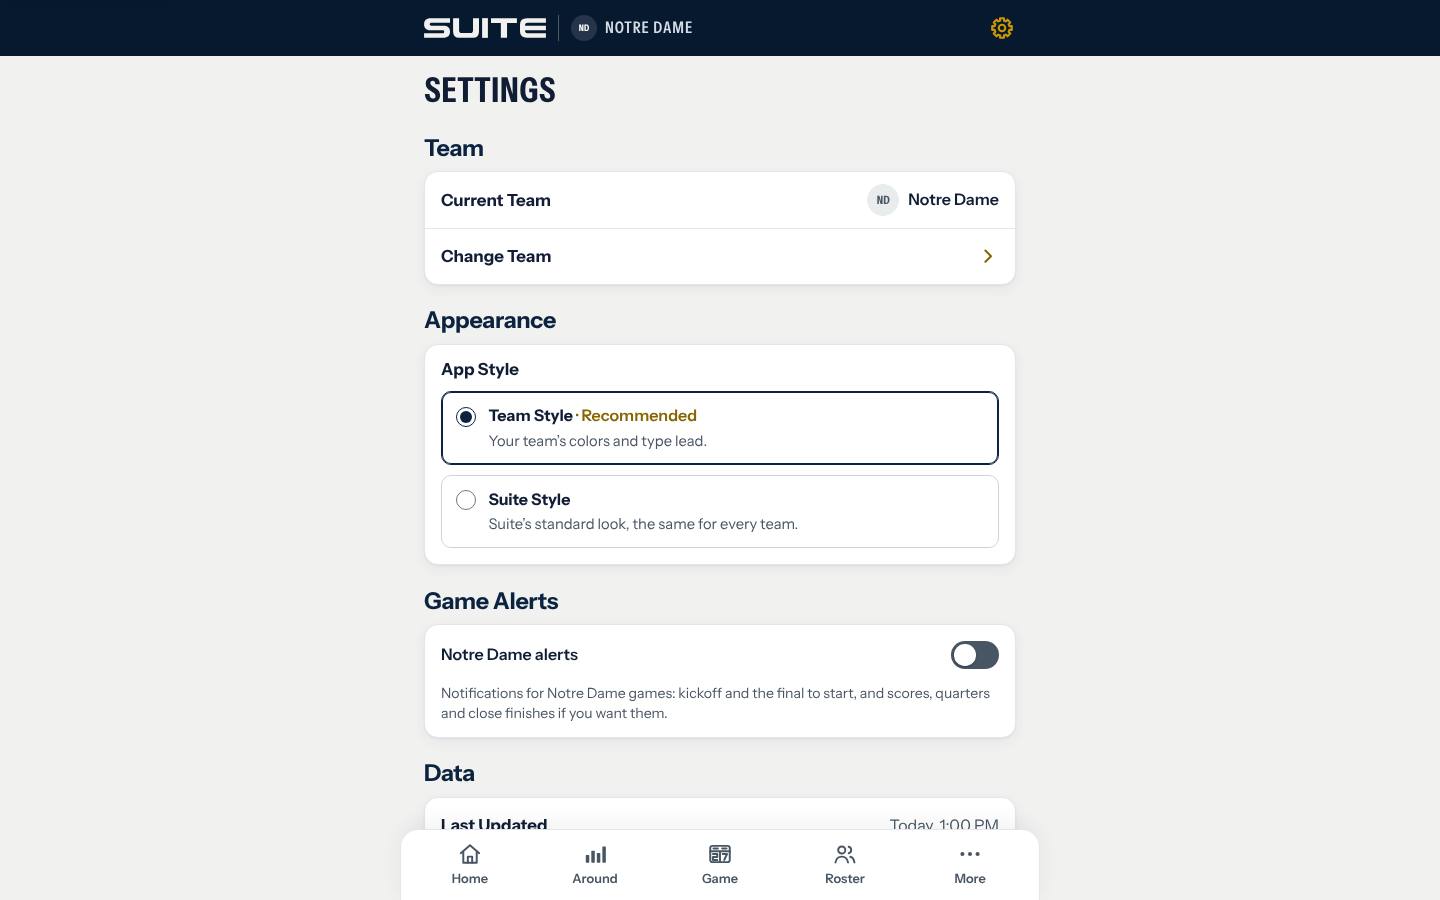 SUITE
ND NOTRE DAME
SETTINGS
Team
Current Team
ND Notre Dame
Change Team
Appearance
App Style
Team Style · Recommended
Your team’s colors and type lead.
Suite Style
Suite’s standard look, the same for every team.
Game Alerts
Notre Dame alerts
Notifications for Notre Dame games: kickoff and the final to start, and scores, quarters
and close finishes if you want them.
Data
Last Updated
Today, 1:00 PM
27
Home
Around
Game
Roster
More